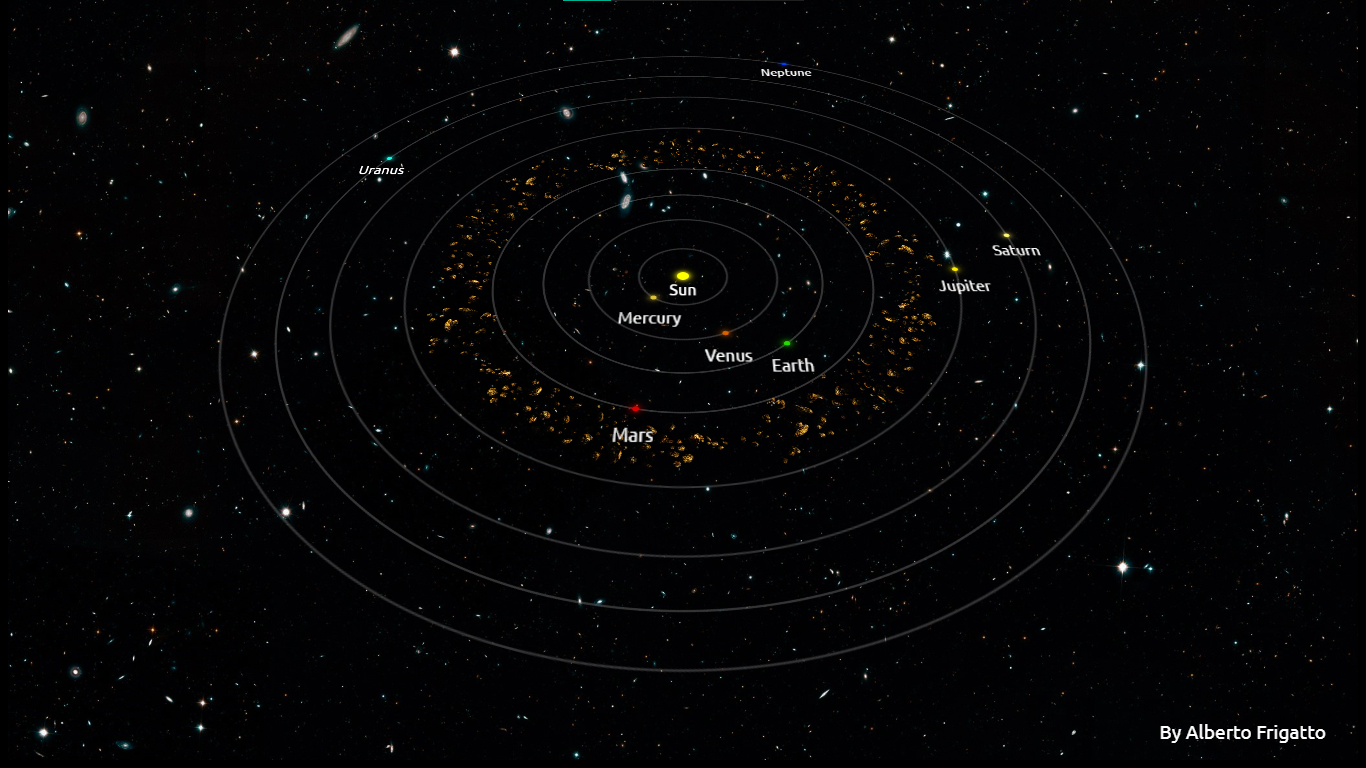 Neptune
Uranus
Saturn
Jupiter
Sun
Mercury
Venus
Earth
Mars
By Alberto Frigatto